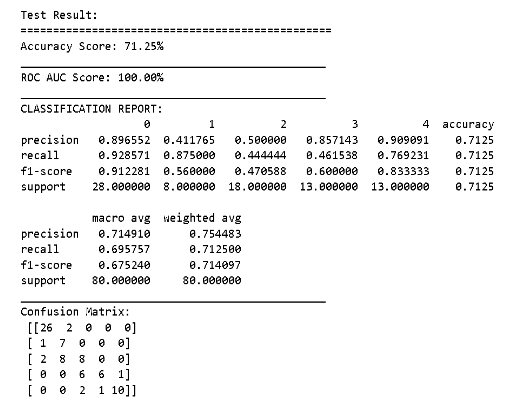 Test Result:
================================================
Accuracy Score: 71.25%
_______________________________________________
ROC AUC Score: 100.00%
_______________________________________________
CLASSIFICATION REPORT:
0 1 2 3 4 accuracy
precision 0.896552 0.411765 0.500000 0.857143 0.909091 0.7125
recall 0.928571 0.875000 0.444444 0.461538 0.769231 0.7125
f1-score 0.912281 0.560000 0.470588 0.600000 0.833333 0.7125
support 28.000000 8.000000 18.000000 13.000000 13.000000 0.7125
macro avg weighted avg
precision 0.714910 0.754483
recall 0.695757 0.712500
f1-score 0.675240 0.714097
support 80.000000 80.000000
_______________________________________________
Confusion Matrix:
[[26 2 0 0 0]
[ 1 7 0 0 0]
[ 2 8 8 0 0]
[ 0 0 6 6 1]
[ 0 0 2 1 10]]